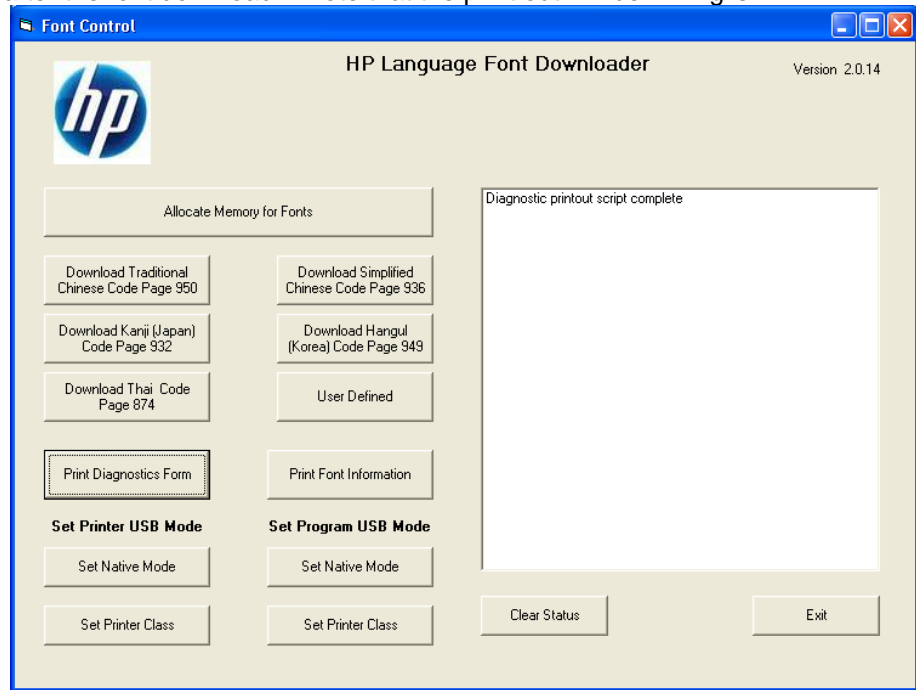 Font Control
HP Language Font Downloader
Version 2.0.14
hp
Allocate Memory for Fonts
Diagnostic printout script complete
Download Traditional
Chinese Code Page 950
Download Simplified
Chinese Code Page 936
Download Kanji (Japan)
Code Page 932
Download Hangul
(Korea) Code Page 949
Download Thai Code
Page 874
User Defined
Print Diagnostics Form
Print Font Information
Set Printer USB Mode
Set Program USB Mode
Set Native Mode
Set Native Mode
Set Printer Class
Set Printer Class
Clear Status
Exit